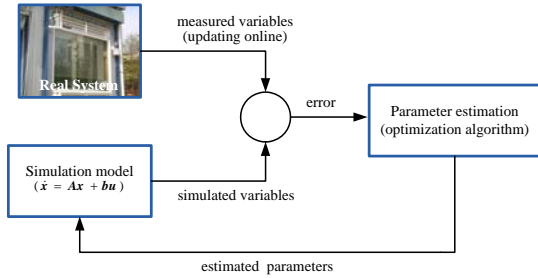 measured variables
(updating online)
Real System
error
Parameter estimation
(optimization algorithm)
Simulation model
( ẋ = Ax + bu )
simulated variables
estimated parameters